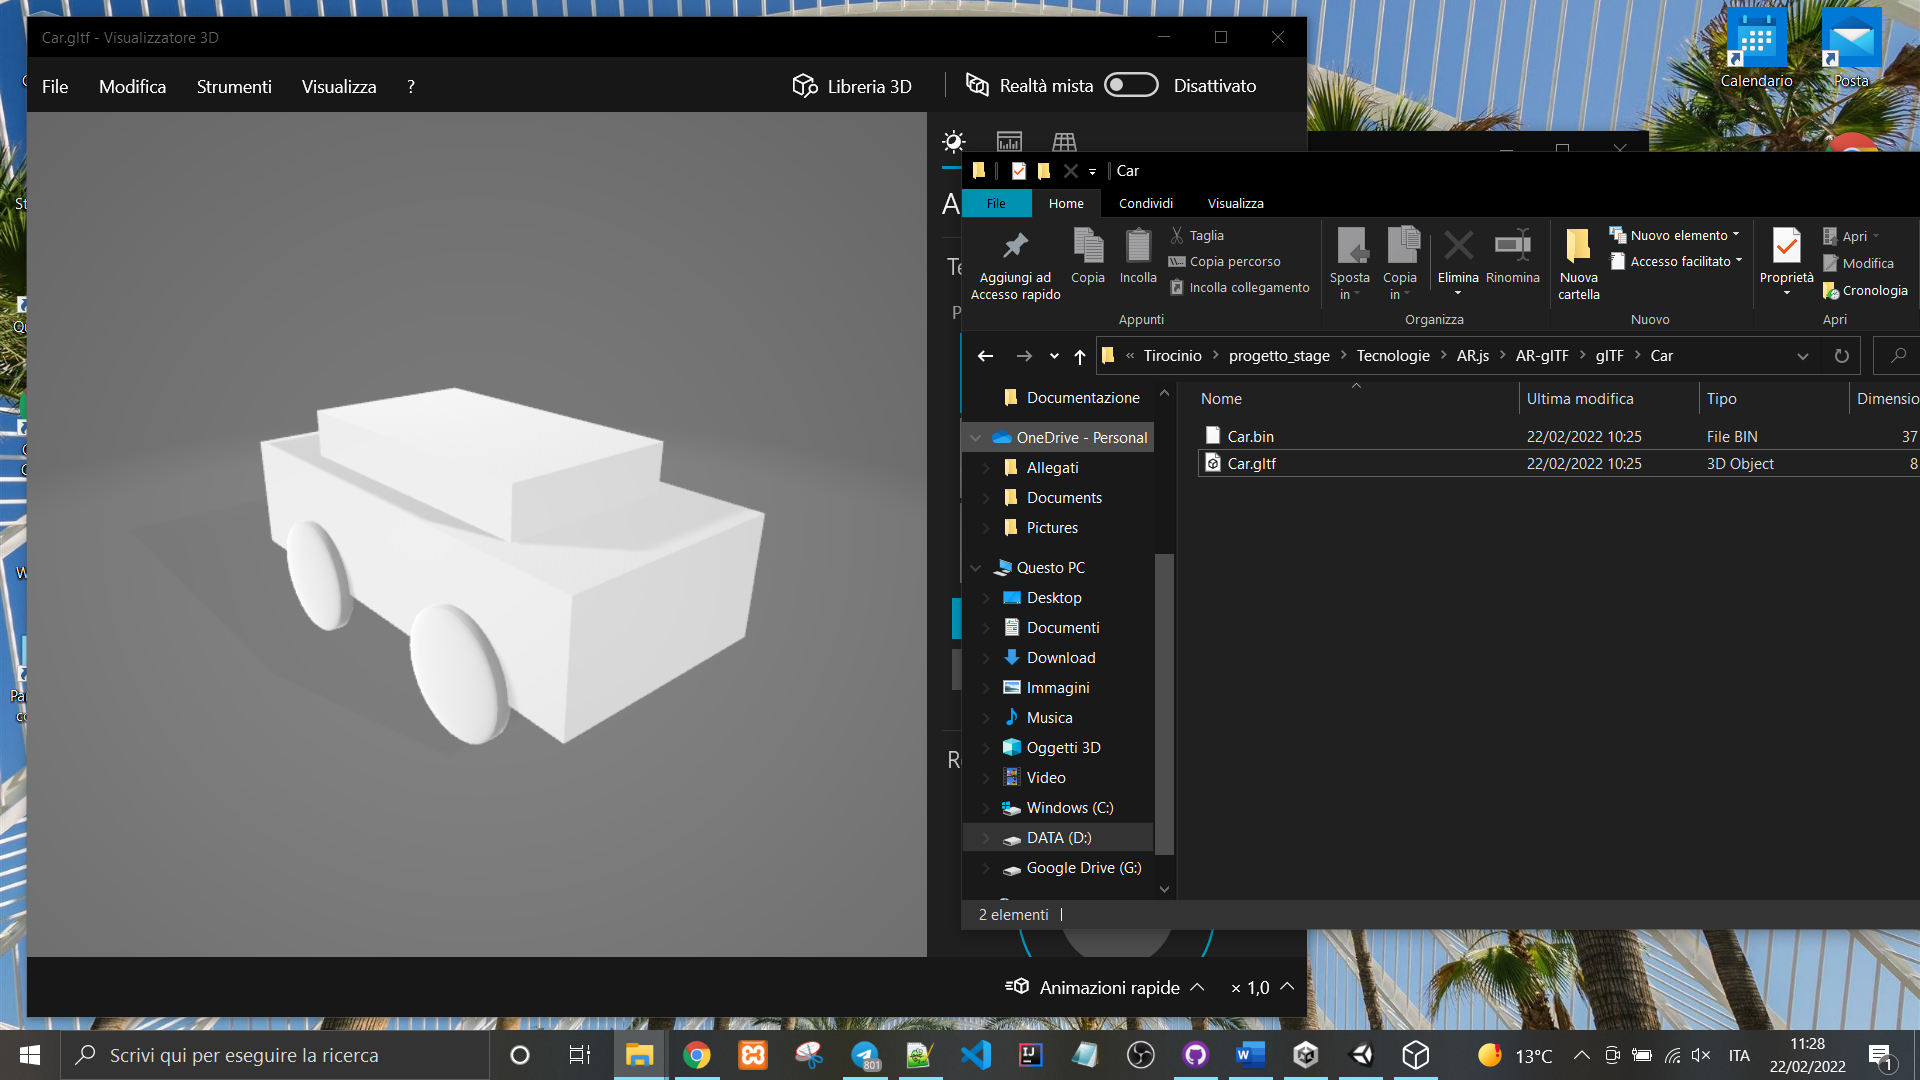 Car.gltf - Visualizzatore 3D
File Modifica Strumenti Visualizza ?
Libreria 3D
Realtà mista
Disattivato
Calendario
Posta
Car
File Home Condividi Visualizza
Aggiungi ad
Accesso rapido
Copia
Incolla
Taglia
Copia percorso
Incolla collegamento
Appunti
Sposta
in
Copia
in
Elimina
Rinomina
Organizza
Nuova
cartella
Nuovo elemento
Accesso facilitato
Nuovo
Proprietà
Apri
Modifica
Cronologia
Apri
« Tirocinio > progetto_stage > Tecnologie > AR.js > AR-glTF > glTF > Car
Documentazione
OneDrive - Personal
Allegati
Documents
Pictures
Questo PC
Desktop
Documenti
Download
Immagini
Musica
Oggetti 3D
Video
Windows (C:)
DATA (D:)
Google Drive (G:)
Nome Ultima modifica Tipo Dimensio
Car.bin 22/02/2022 10:25 File BIN 37
Car.gltf 22/02/2022 10:25 3D Object 8
2 elementi
Animazioni rapide × 1,0
Scrivi qui per eseguire la ricerca
801
13°C
ITA
11:28
22/02/2022
1